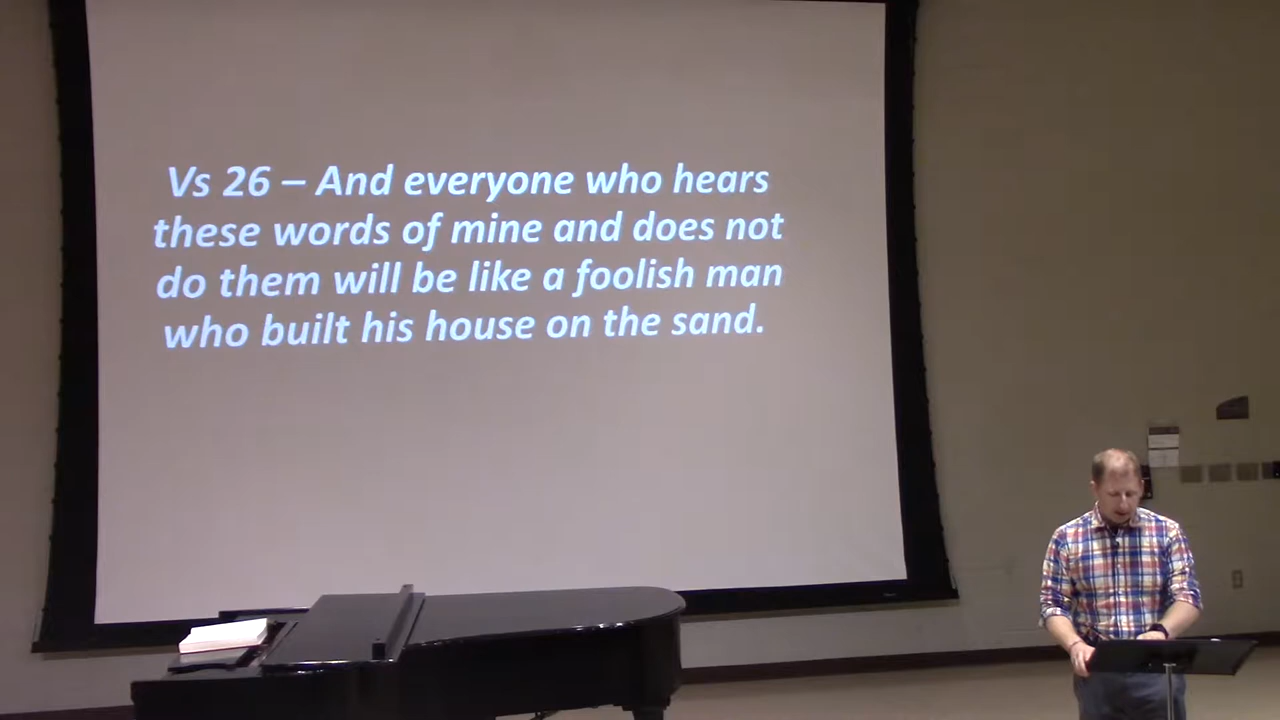 Vs 26 – And everyone who hears
these words of mine and does not
do them will be like a foolish man
who built his house on the sand.